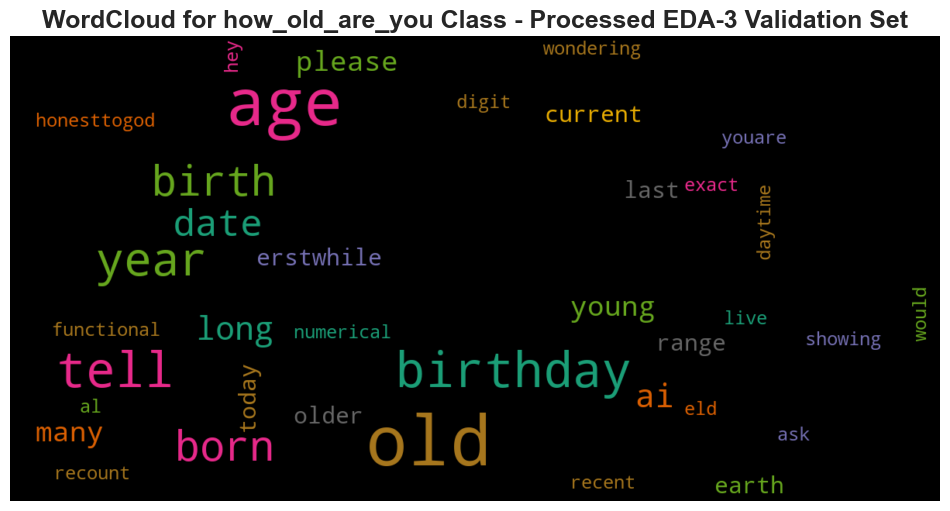 WordCloud for how_old_are_you Class - Processed EDA-3 Validation Set
hey
please
wondering
age
digit
current
honesttogod
youare
birth
last
exact
daytime
date
year
erstwhile
young
would
functional
long
numerical
live
range
showing
tell
birthday
today
ai
al
older
eld
many
born
old
ask
recount
recent
earth